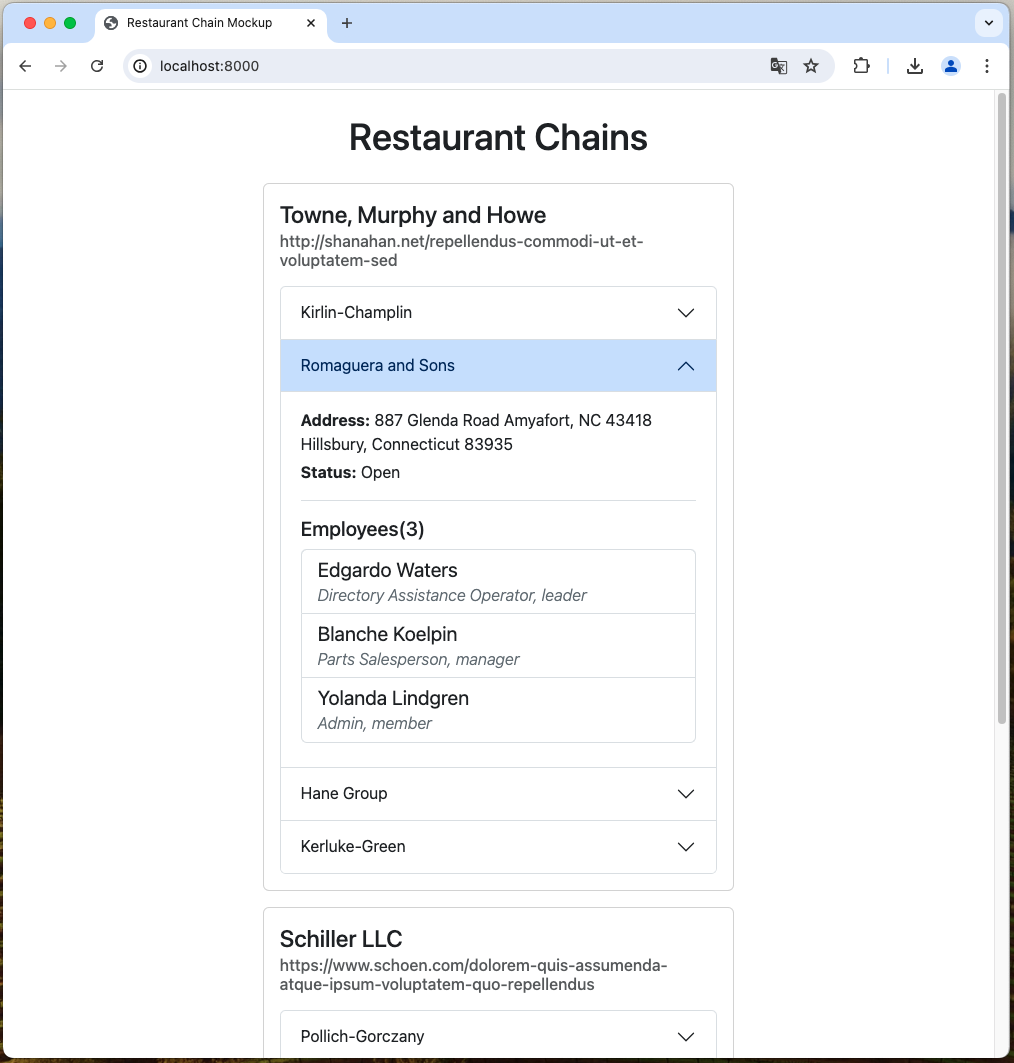 Restaurant Chain Mockup
localhost:8000
Restaurant Chains
Towne, Murphy and Howe
http://shanahan.net/repellendus-commodi-ut-et-
voluptatem-sed
Kirlin-Champlin
Romaguera and Sons
Address: 887 Glenda Road Amyafort, NC 43418
Hillsbury, Connecticut 83935
Status: Open
Employees(3)
Edgardo Waters
Directory Assistance Operator, leader
Blanche Koelpin
Parts Salesperson, manager
Yolanda Lindgren
Admin, member
Hane Group
Kerluke-Green
Schiller LLC
https://www.schoen.com/dolorem-quis-assumenda-
atque-ipsum-voluptatem-quo-repellendus
Pollich-Gorczany